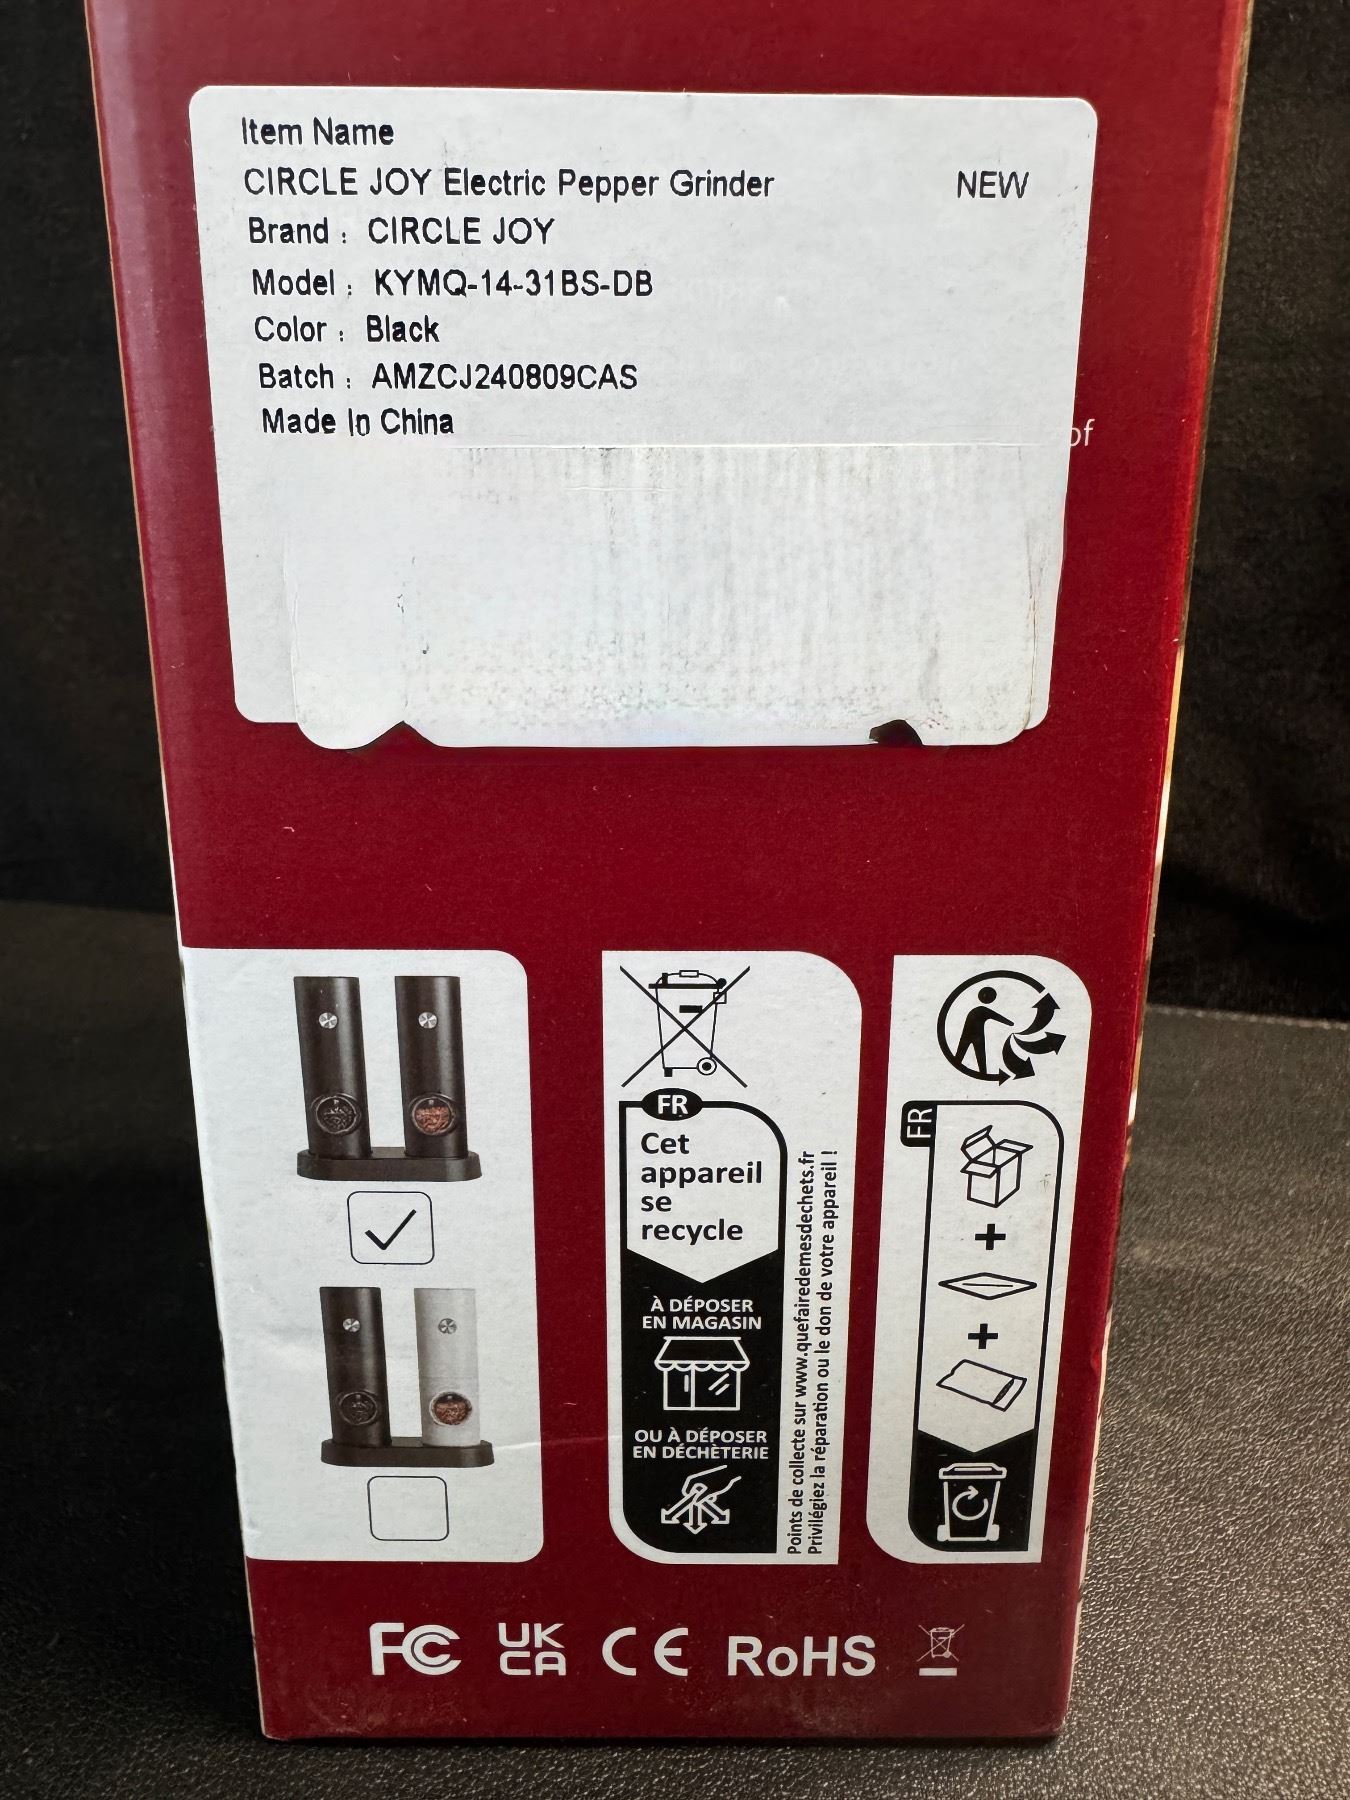 Item Name
CIRCLE JOY Electric Pepper Grinder NEW
Brand : CIRCLE JOY
Model : KYMQ-14-31BS-DB
Color : Black
Batch : AMZCJ240809CAS
Made In China
of
FR
Cet
appareil
se
recycle
À DÉPOSER
EN MAGASIN
OU À DÉPOSER
EN DÉCHÈTERIE
Points de collecte sur www.quefairedemesdechets.fr
Privilégiez la réparation ou le don de votre appareil !
FR
+
+
FC UK
CA CE RoHS